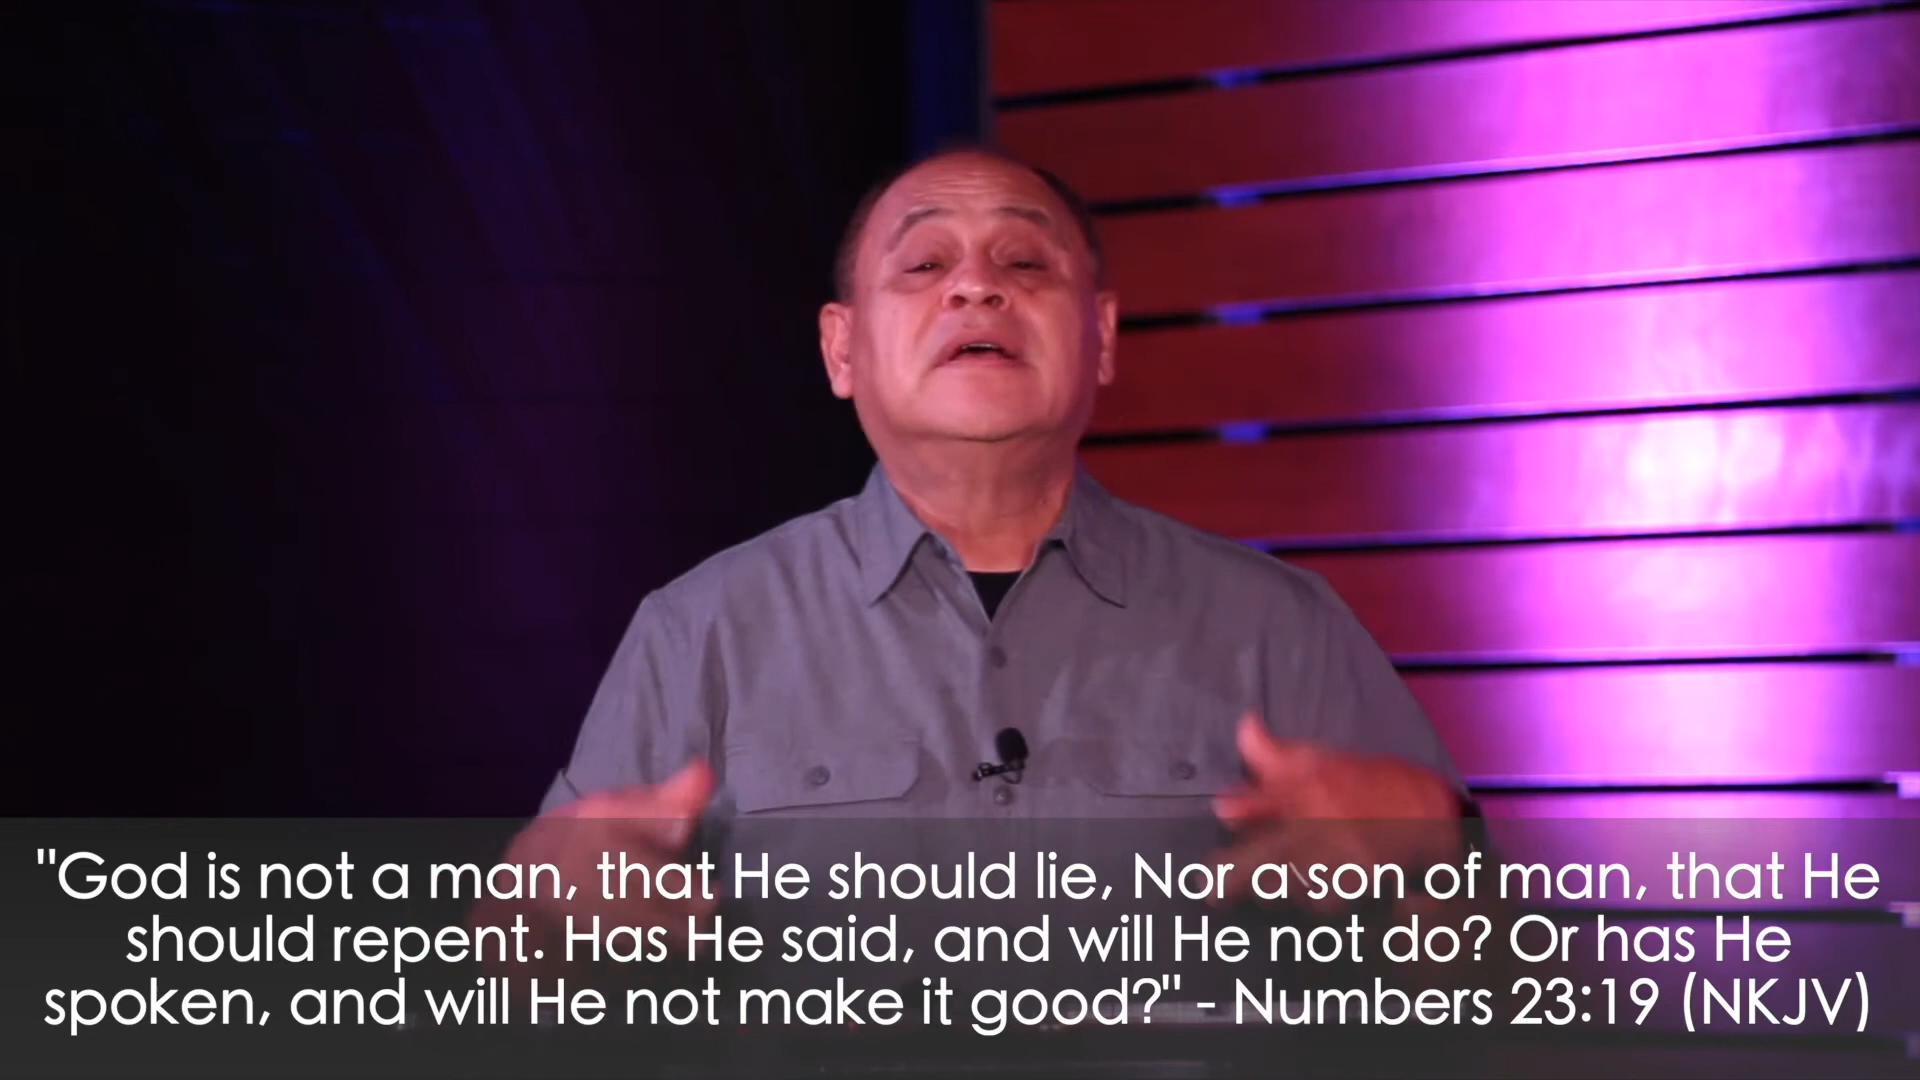 "God is not a man, that He should lie, Nor a son of man, that He
should repent. Has He said, and will He not do? Or has He
spoken, and will He not make it good?" - Numbers 23:19 (NKJV)